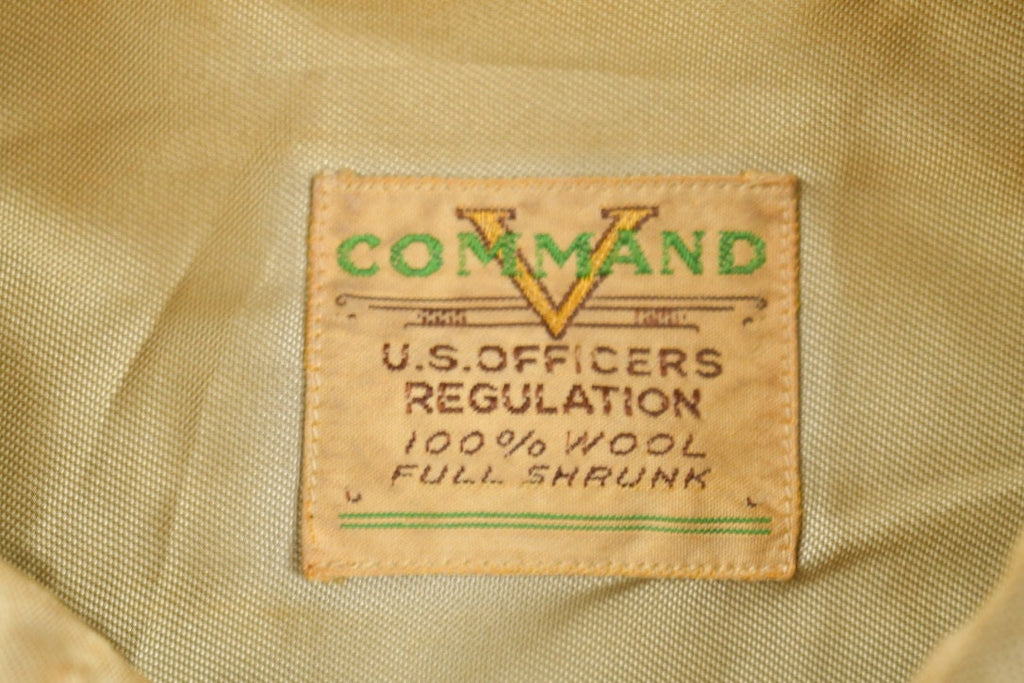 V
COMMAND
U.S. OFFICERS
REGULATION
100% WOOL
FULL SHRUNK